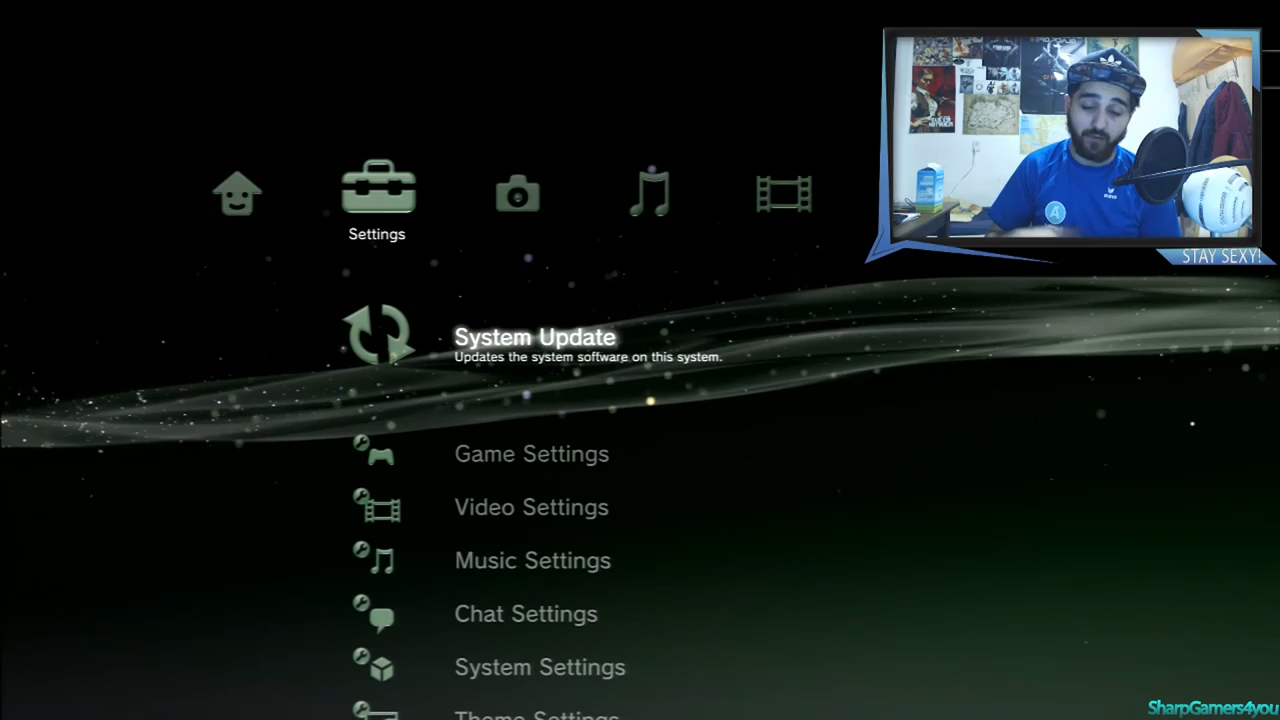 Settings
System Update
Updates the system software on this system.
Game Settings
Video Settings
Music Settings
Chat Settings
System Settings
Theme Settings
STAY SEXY!
SharpGamers4you